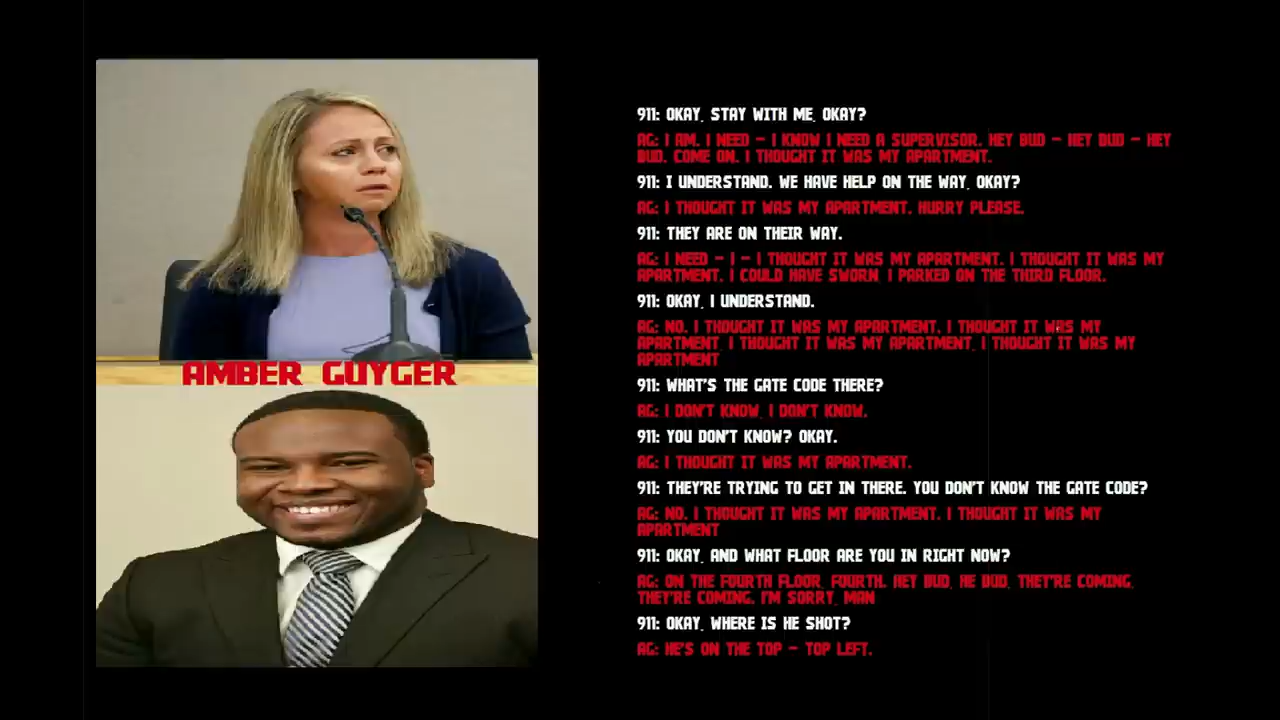 AMBER GUYGER
911: OKAY, STAY WITH ME, OKAY?
AG: I AM. I NEED - I KNOW I NEED A SUPERVISOR. HEY BUD - HEY BUD - HEY
BUD. COME ON. I THOUGHT IT WAS MY APARTMENT.
911: I UNDERSTAND. WE HAVE HELP ON THE WAY, OKAY?
AG: I THOUGHT IT WAS MY APARTMENT. HURRY PLEASE.
911: THEY ARE ON THEIR WAY.
AG: I NEED - I - I THOUGHT IT WAS MY APARTMENT. I THOUGHT IT WAS MY
APARTMENT. I COULD HAVE SWORN I PARKED ON THE THIRD FLOOR.
911: OKAY, I UNDERSTAND.
AG: NO. I THOUGHT IT WAS MY APARTMENT. I THOUGHT IT WAS MY
APARTMENT. I THOUGHT IT WAS MY APARTMENT. I THOUGHT IT WAS MY
APARTMENT
911: WHAT'S THE GATE CODE THERE?
AG: I DON'T KNOW, I DON'T KNOW.
911: YOU DON'T KNOW? OKAY.
AG: I THOUGHT IT WAS MY APARTMENT.
911: THEY'RE TRYING TO GET IN THERE. YOU DON'T KNOW THE GATE CODE?
AG: NO. I THOUGHT IT WAS MY APARTMENT. I THOUGHT IT WAS MY
APARTMENT
911: OKAY, AND WHAT FLOOR ARE YOU IN RIGHT NOW?
AG: ON THE FOURTH FLOOR, FOURTH. HEY BUD, HE BUD, THEY'RE COMING,
THEY'RE COMING. I'M SORRY, MAN
911: OKAY, WHERE IS HE SHOT?
AG: HE'S ON THE TOP - TOP LEFT.